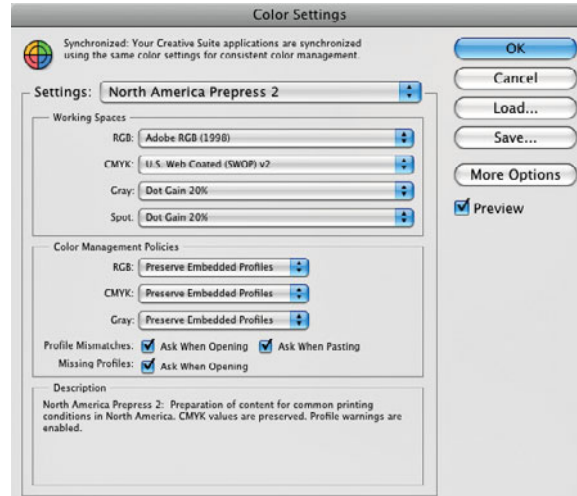 Color Settings
Synchronized: Your Creative Suite applications are synchronized
using the same color settings for consistent color management.
OK
Cancel
Load...
Save...
More Options
Preview
Settings: North America Prepress 2
Working Spaces
RGB: Adobe RGB (1998)
CMYK: U.S. Web Coated (SWOP) v2
Gray: Dot Gain 20%
Spot: Dot Gain 20%
Color Management Policies
RGB: Preserve Embedded Profiles
CMYK: Preserve Embedded Profiles
Gray: Preserve Embedded Profiles
Profile Mismatches: Ask When Opening Ask When Pasting
Missing Profiles: Ask When Opening
Description
North America Prepress 2: Preparation of content for common printing
conditions in North America. CMYK values are preserved. Profile warnings are
enabled.